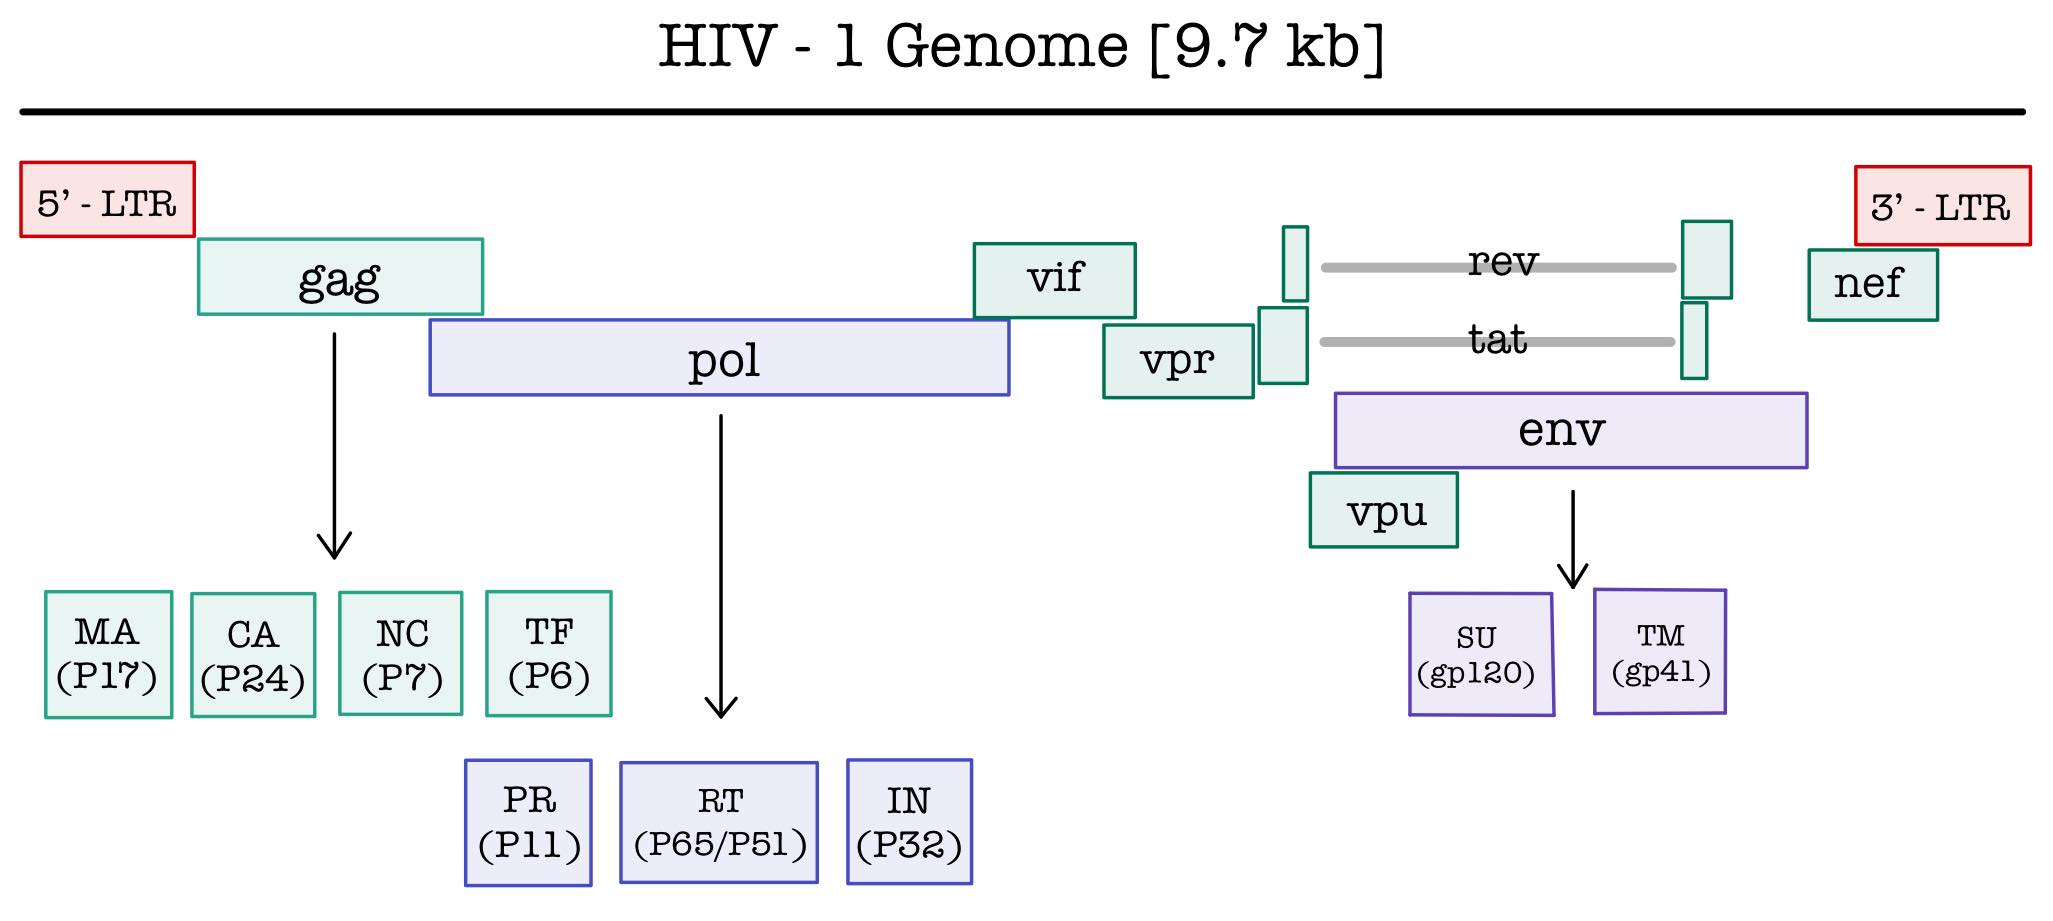 HIV - 1 Genome [9.7 kb]
5’ - LTR
3’ - LTR
gag
vif
rev
nef
pol
vpr
tat
env
vpu
MA
(P17)
CA
(P24)
NC
(P7)
TF
(P6)
SU
(gp120)
TM
(gp41)
PR
(P11)
RT
(P65/P51)
IN
(P32)